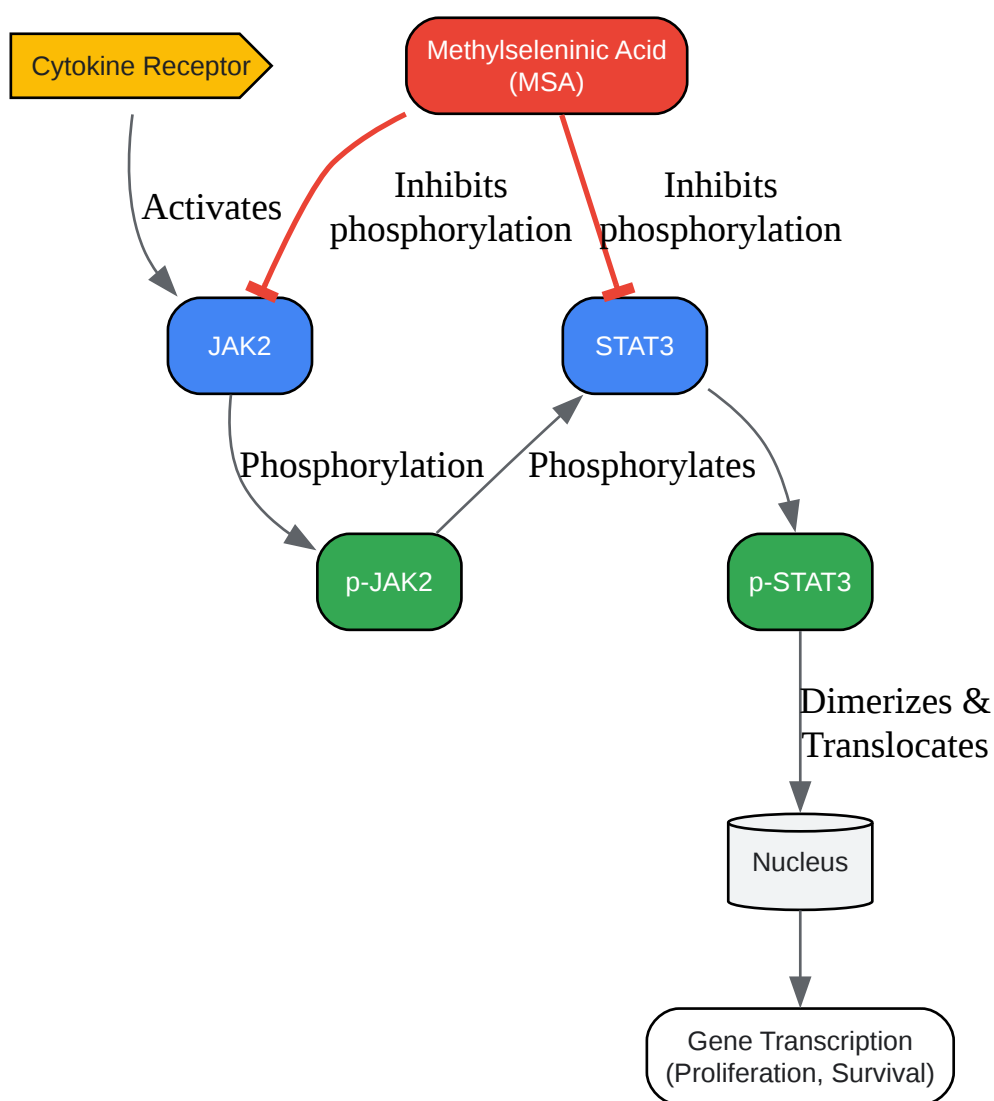 Cytokine Receptor
Methylseleninic Acid
(MSA)
Activates
Inhibits
phosphorylation
Inhibits
phosphorylation
JAK2
STAT3
Phosphorylation
Phosphorylates
p-JAK2
p-STAT3
Dimerizes &
Translocates
Nucleus
Gene Transcription
(Proliferation, Survival)